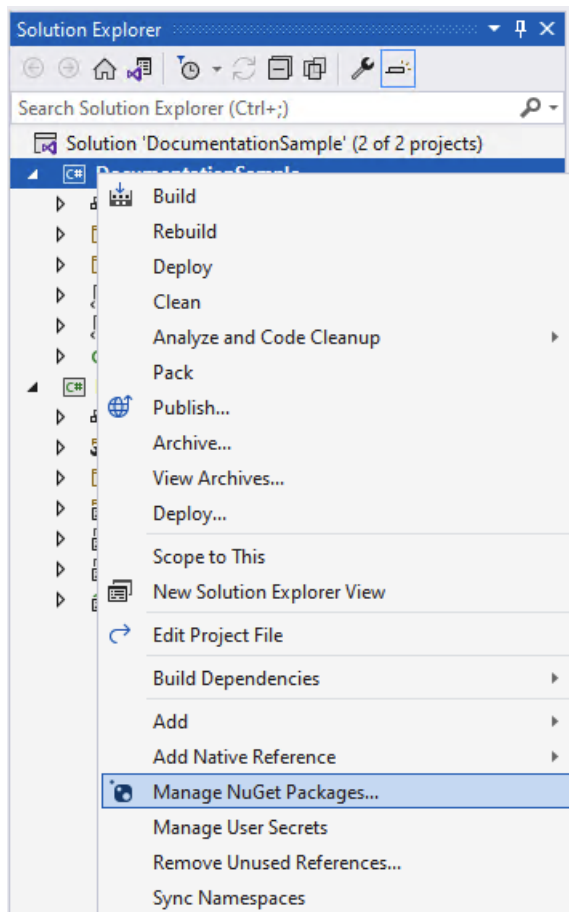 Solution Explorer
Search Solution Explorer (Ctrl+;)
Solution 'DocumentationSample' (2 of 2 projects)
C# DocumentationSample
Build
Rebuild
Deploy
Clean
Analyze and Code Cleanup
Pack
C#
Publish...
Archive...
View Archives...
Deploy...
Scope to This
New Solution Explorer View
Edit Project File
Build Dependencies
Add
Add Native Reference
Manage NuGet Packages...
Manage User Secrets
Remove Unused References...
Sync Namespaces